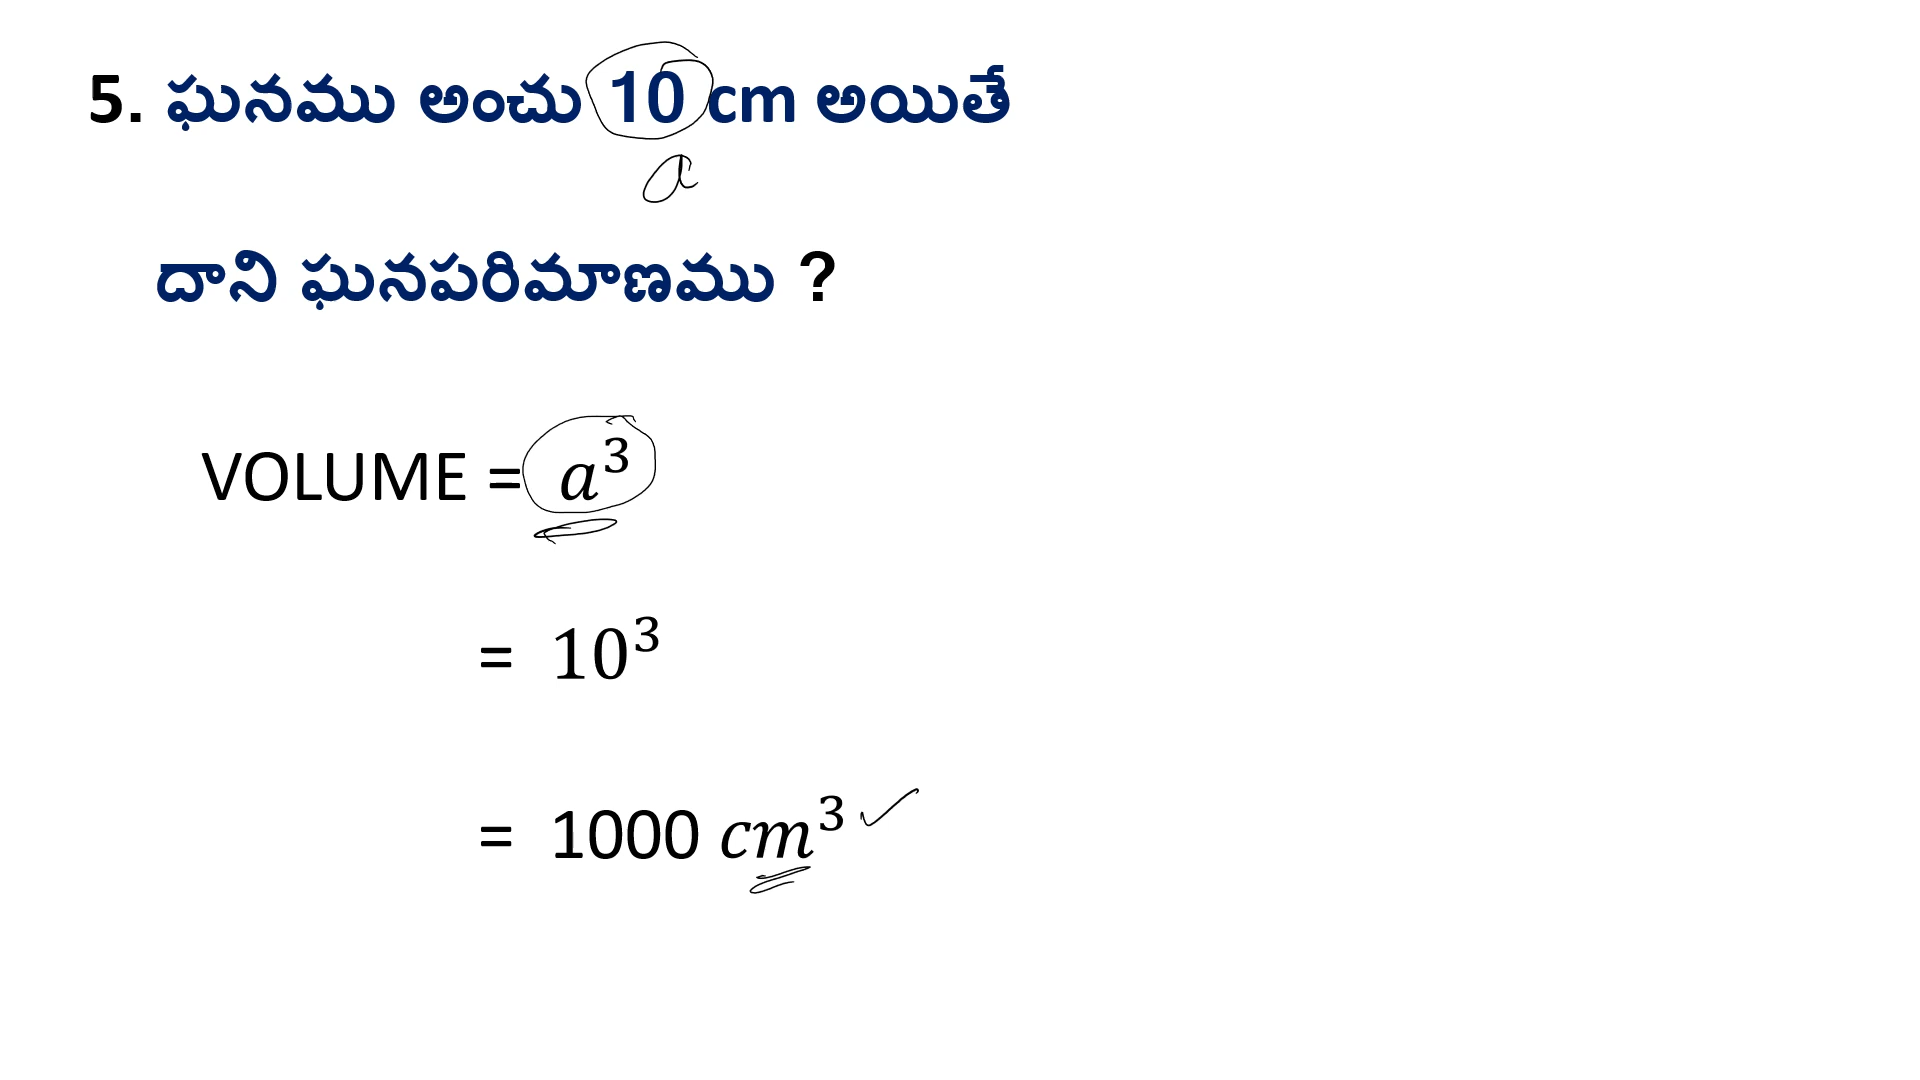 5. ఘనము అంచు 10 cm అయితే
a
దాని ఘనపరిమాణము ?
VOLUME = a³
= 10³
= 1000 cm³